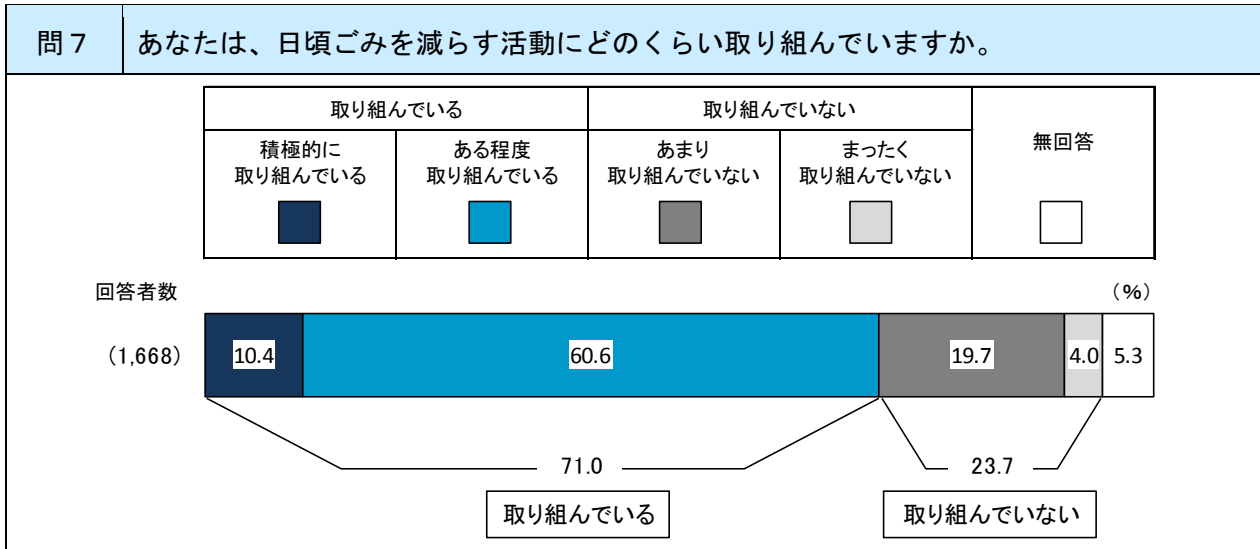 問７ あなたは、日頃ごみを減らす活動にどのくらい取り組んでいますか。
取り組んでいる 取り組んでいない 無回答
積極的に
取り組んでいる
ある程度
取り組んでいる
あまり
取り組んでいない
まったく
取り組んでいない
回答者数 （％）
(1,668) 10.4 60.6 19.7 4.0 5.3
71.0 23.7
取り組んでいる 取り組んでいない